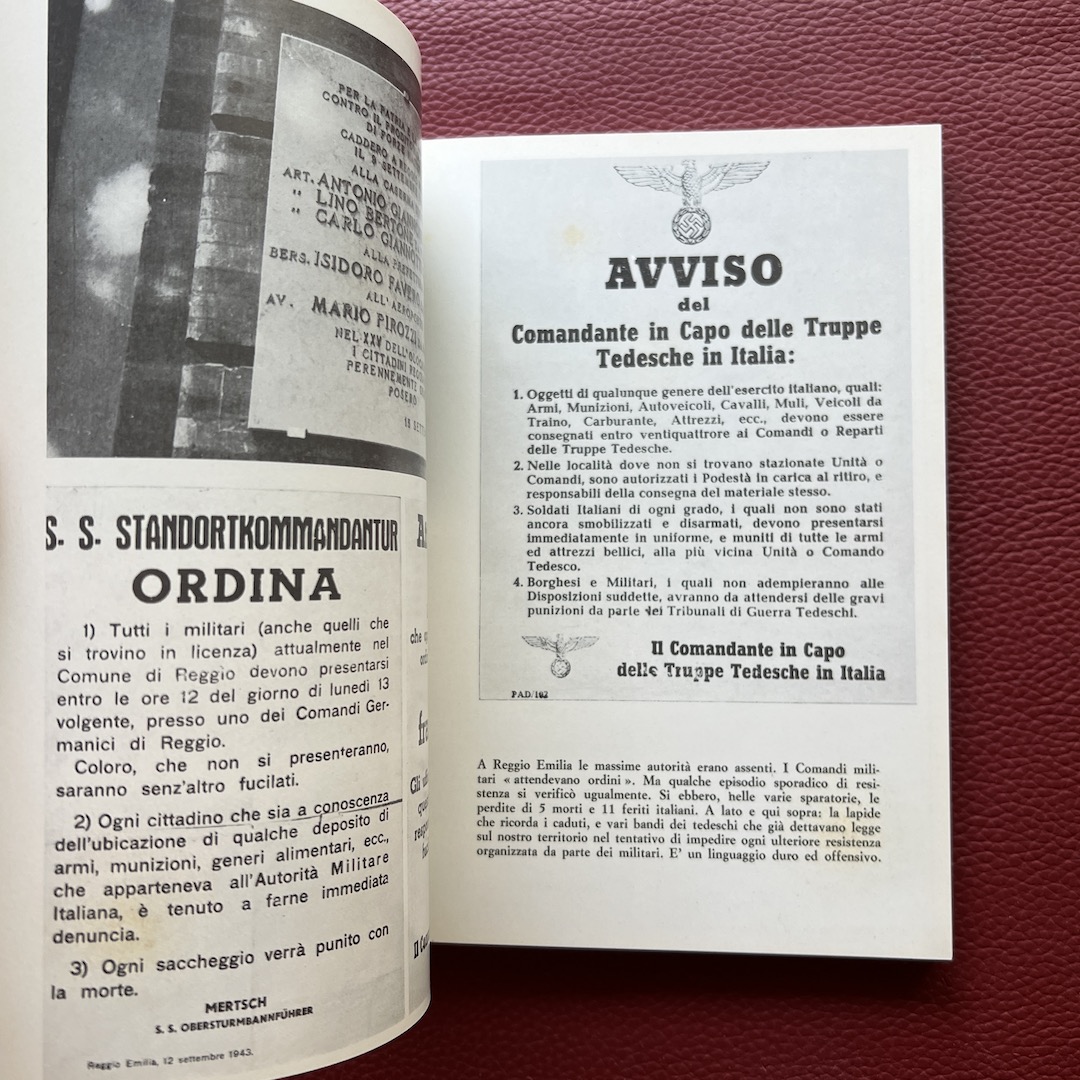 PER LA PATRIA E
CONTRO IL
DI FORTE
CADDERO A
IL 9 SETTEM
ALLA CASERMA
ART. ANTONIO
" LINO
" CARLO
ALLA
BERS. ISIDORO
ALL'AEROPO
AV. MARIO PIROZZI
NEL XXV
I CITTADINI
PERENNEMENTE
POSERO
S. S. STANDORTKOMMANDANTUR
ORDINA
1) Tutti i militari (anche quelli che
si trovino in licenza) attualmente nel
Comune di Reggio devono presentarsi
entro le ore 12 del giorno di lunedì 13
volgente, presso uno dei Comandi Ger-
manici di Reggio.
Coloro, che non si presenteranno,
saranno senz'altro fucilati.
2) Ogni cittadino che sia a conoscenza
dell'ubicazione di qualche deposito di
armi, munizioni, generi alimentari, ecc.,
che apparteneva all'Autorità Militare
Italiana, è tenuto a farne immediata
denuncia.
3) Ogni saccheggio verrà punito con
la morte.
MERTSCH
S. S. OBERSTURMBANNFÜHRER
Reggio Emilia, 12 settembre 1943.
AVVISO
del
Comandante in Capo delle Truppe
Tedesche in Italia:
1. Oggetti di qualunque genere dell'esercito italiano, quali:
Armi, Munizioni, Autoveicoli, Cavalli, Muli, Veicoli da
Traino, Carburante, Attrezzi, ecc., devono essere
consegnati entro ventiquattrore ai Comandi o Reparti
delle Truppe Tedesche.
2. Nelle località dove non si trovano stazionate Unità o
Comandi, sono autorizzati i Podestà in carica al ritiro, e
responsabili della consegna del materiale stesso.
3. Soldati Italiani di ogni grado, i quali non sono stati
ancora smobilizzati e disarmati, devono presentarsi
immediatamente in uniforme, e muniti di tutte le armi
ed attrezzi bellici, alla più vicina Unità o Comando
Tedesco.
4. Borghesi e Militari, i quali non adempieranno alle
Disposizioni suddette, avranno da attendersi delle gravi
punizioni da parte dei Tribunali di Guerra Tedeschi.
Il Comandante in Capo
delle Truppe Tedesche in Italia
PAD/102
A Reggio Emilia le massime autorità erano assenti. I Comandi mili-
tari « attendevano ordini ». Ma qualche episodio sporadico di resi-
stenza si verificò ugualmente. Si ebbero, helle varie sparatorie, le
perdite di 5 morti e 11 feriti italiani. A lato e qui sopra: la lapide
che ricorda i caduti, e vari bandi dei tedeschi che già dettavano legge
sul nostro territorio nel tentativo di impedire ogni ulteriore resistenza
organizzata da parte dei militari. E' un linguaggio duro ed offensivo.